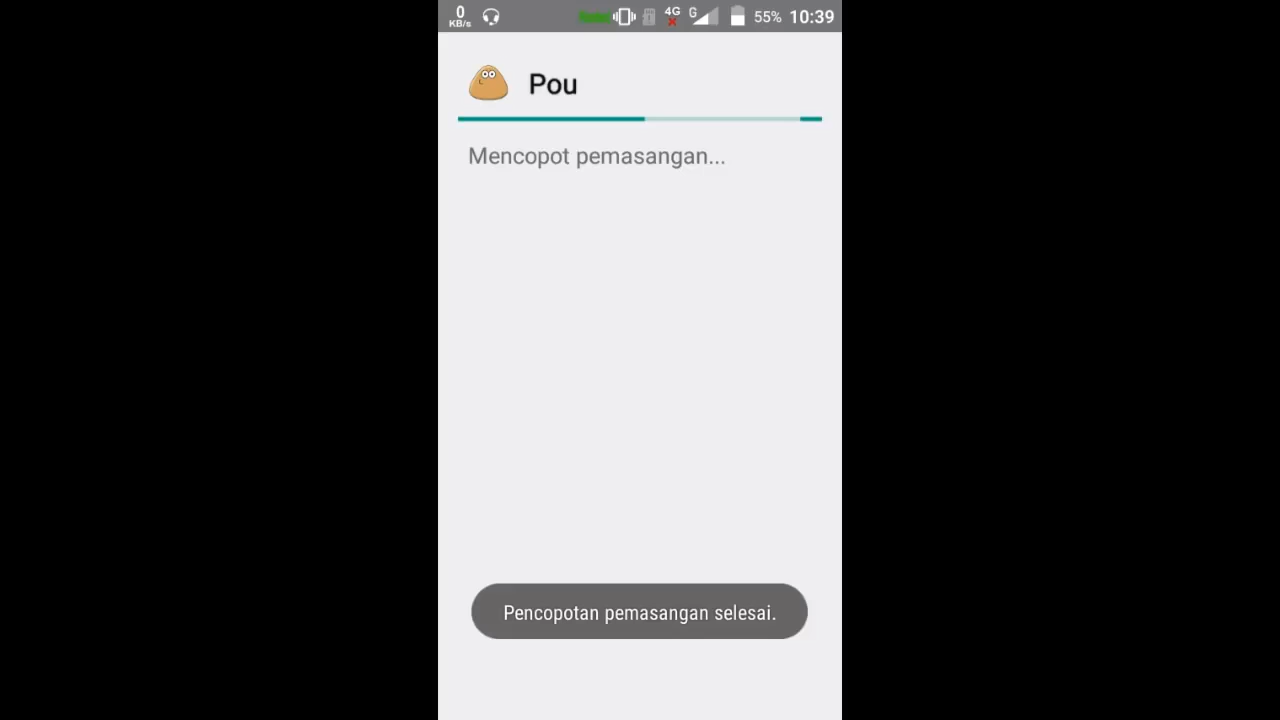 0
KB/s
4G
G
55%
10:39
Pou
Mencopot pemasangan...
Pencopotan pemasangan selesai.